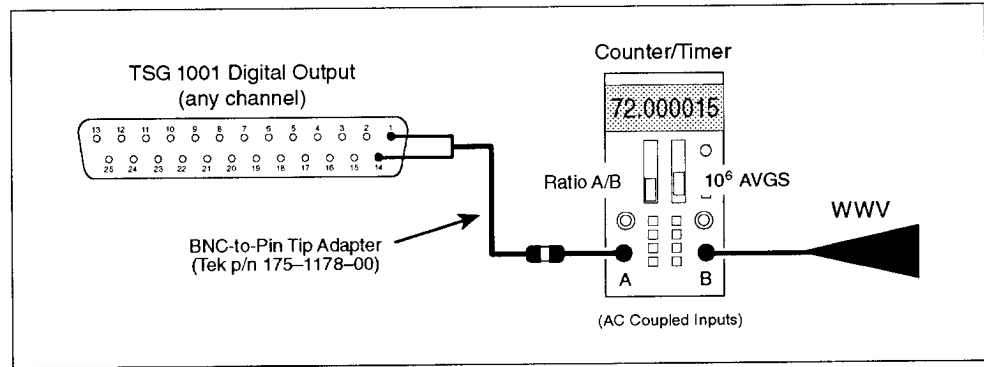 Counter/Timer
TSG 1001 Digital Output
(any channel)
72.000015
13 12 11 10 9 8 7 6 5 4 3 2 1
25 24 23 22 21 20 19 18 17 16 15 14
Ratio A/B
10⁶ AVGS
WWV
BNC-to-Pin Tip Adapter
(Tek p/n 175–1178–00)
A B
(AC Coupled Inputs)